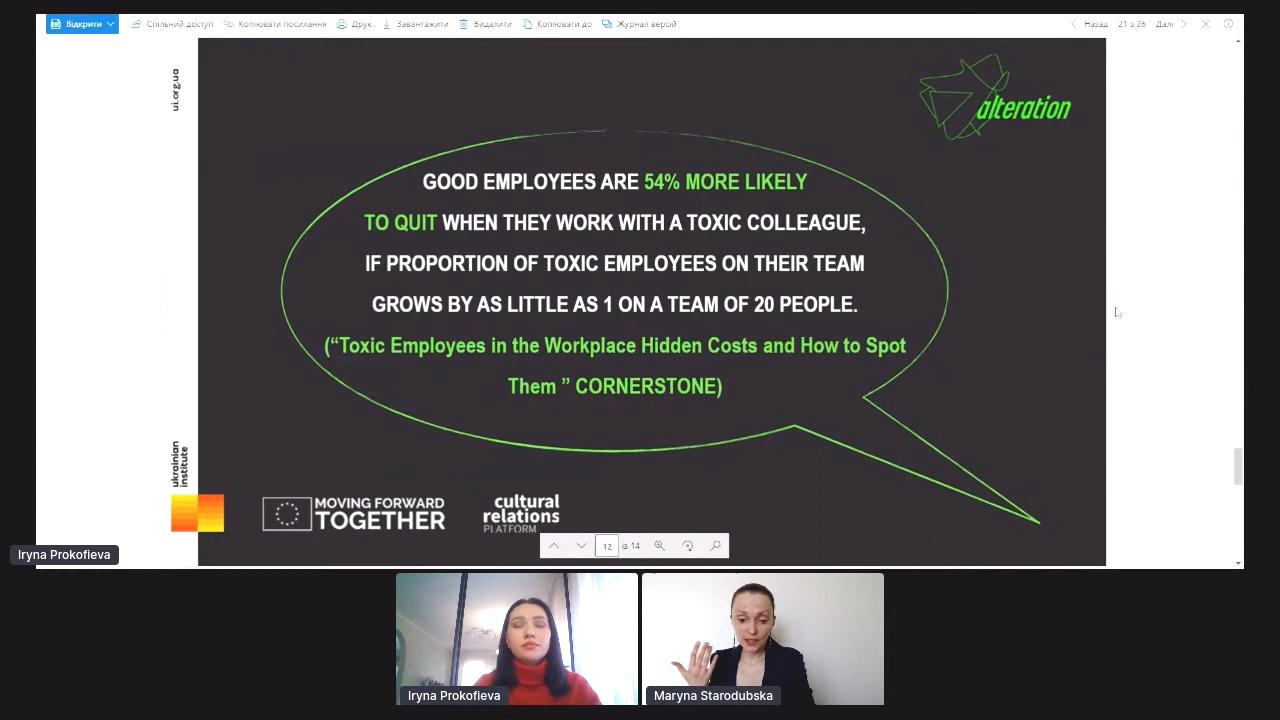 Відкрити
Спільний доступ
Копіювати посилання
Друк
Завантажити
Видалити
Копіювати до
Журнал версій
Назад
21 з 26
Далі
ui.org.ua
alteration
GOOD EMPLOYEES ARE 54% MORE LIKELY
TO QUIT WHEN THEY WORK WITH A TOXIC COLLEAGUE,
IF PROPORTION OF TOXIC EMPLOYEES ON THEIR TEAM
GROWS BY AS LITTLE AS 1 ON A TEAM OF 20 PEOPLE.
(“Toxic Employees in the Workplace Hidden Costs and How to Spot
Them ” CORNERSTONE)
ukrainian
institute
MOVING FORWARD
TOGETHER
cultural
relations
PLATFORM
12 із 14
Iryna Prokofieva
Iryna Prokofieva
Maryna Starodubska